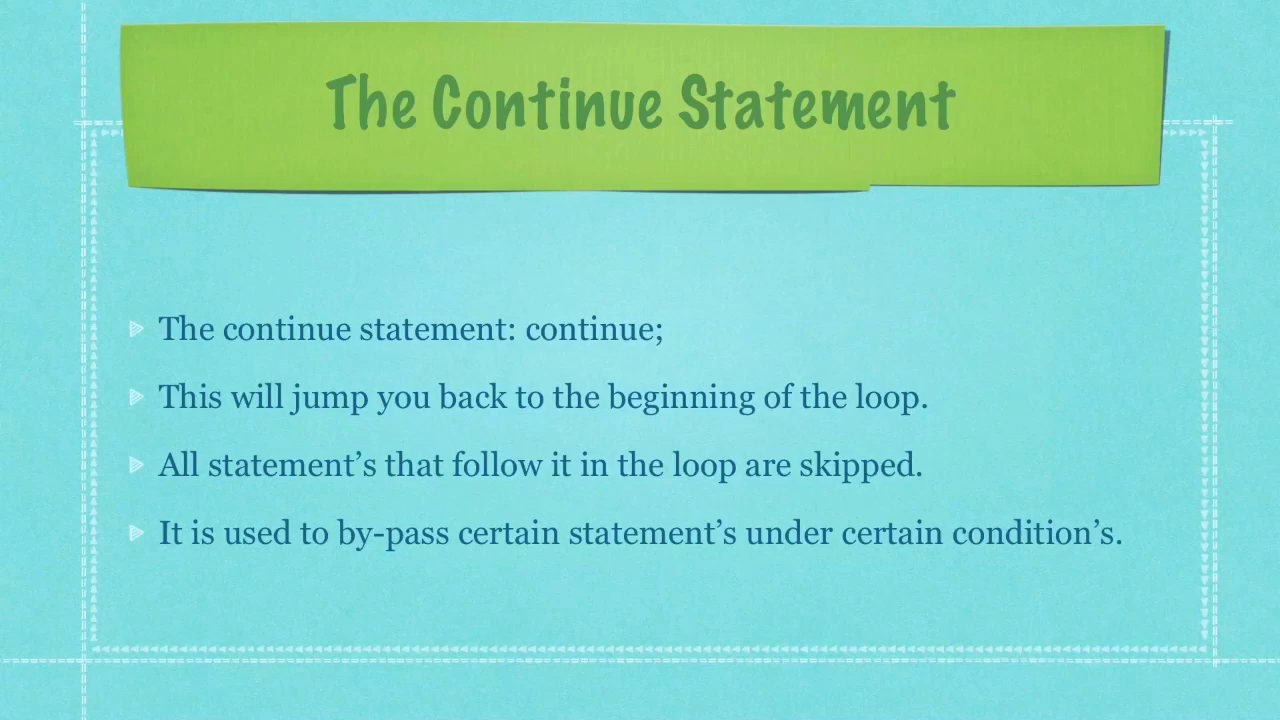 The Continue Statement
The continue statement: continue;
This will jump you back to the beginning of the loop.
All statement’s that follow it in the loop are skipped.
It is used to by-pass certain statement’s under certain condition’s.